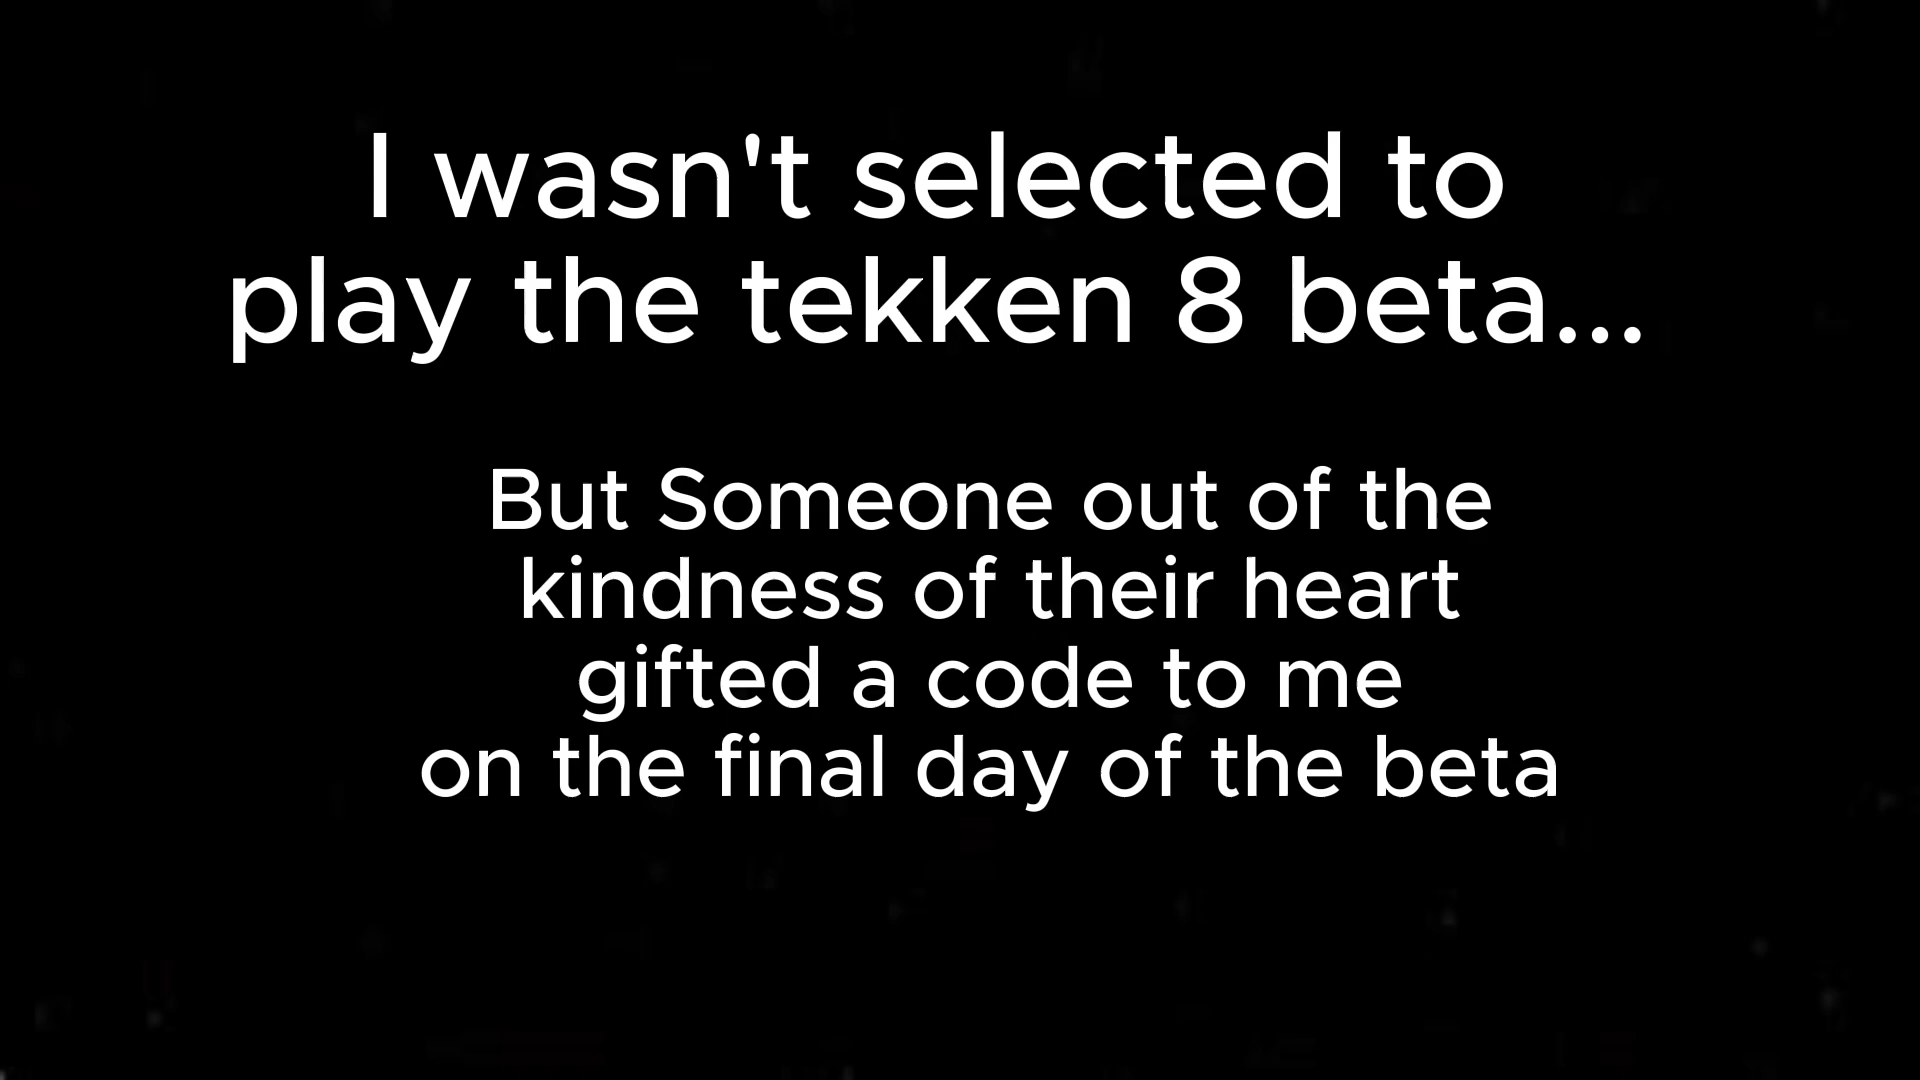 I wasn't selected to
play the tekken 8 beta...
But Someone out of the
kindness of their heart
gifted a code to me
on the final day of the beta